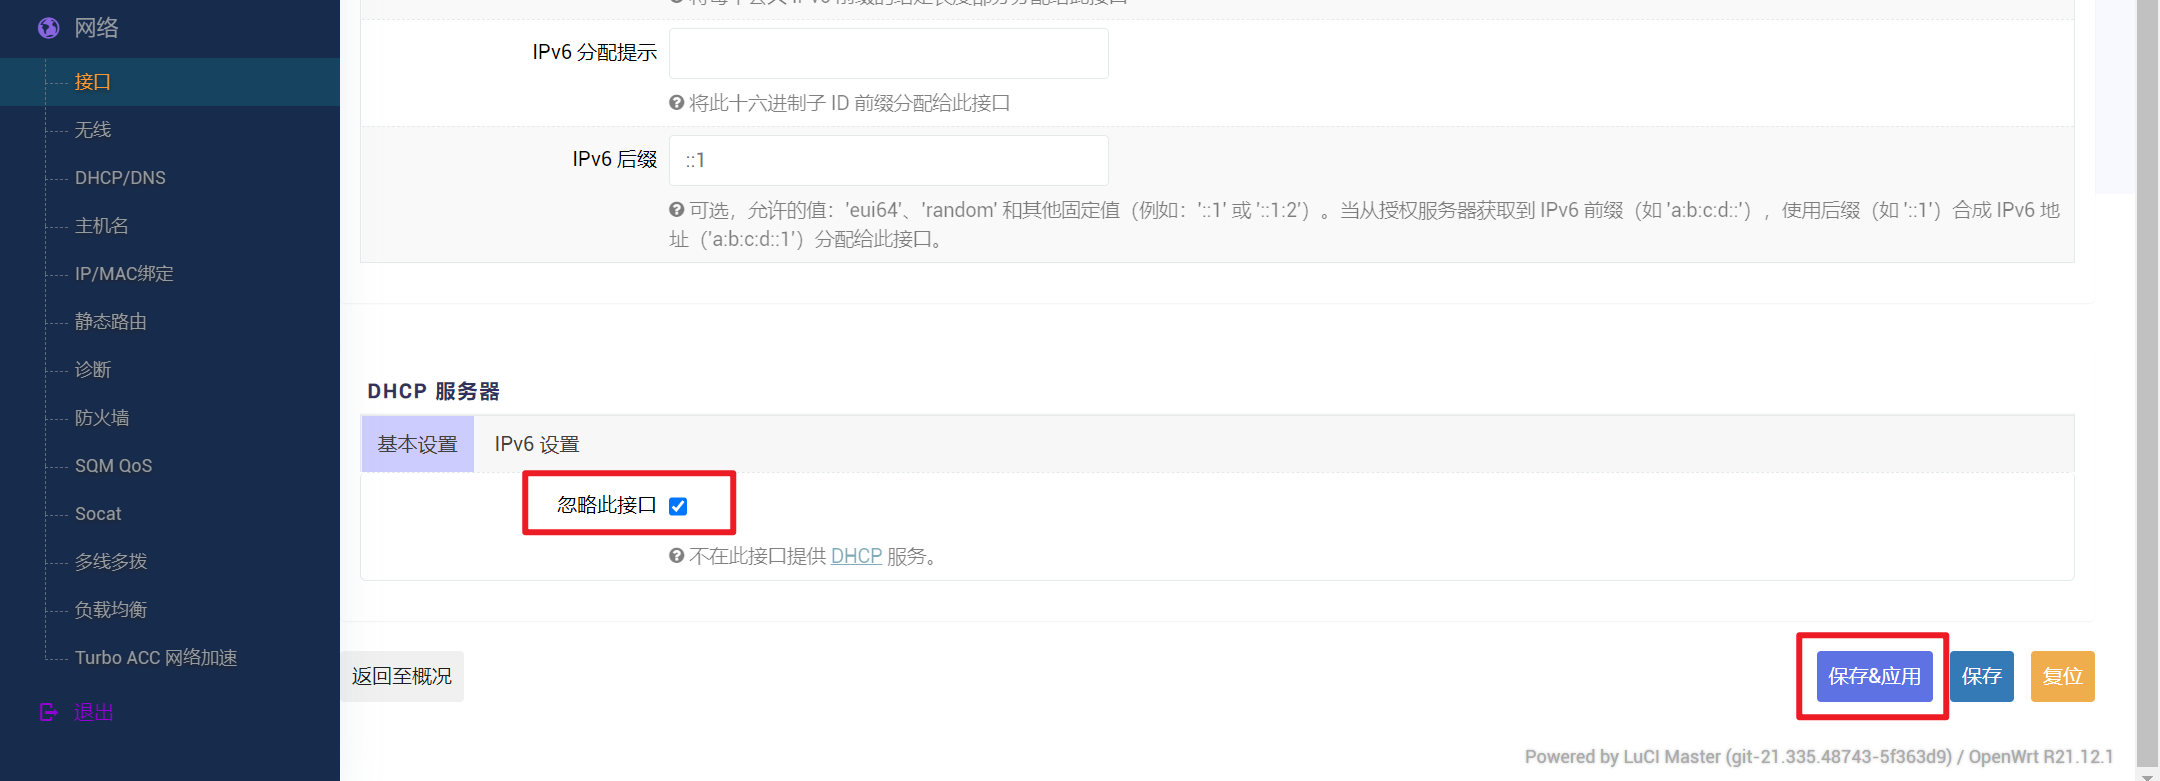 网络
接口
无线
DHCP/DNS
主机名
IP/MAC绑定
静态路由
诊断
防火墙
SQM QoS
Socat
多线多拨
负载均衡
Turbo ACC 网络加速
退出
IPv6 分配提示
将此十六进制子 ID 前缀分配给此接口
IPv6 后缀
::1
可选，允许的值：'eui64'、'random' 和其他固定值（例如：'::1' 或 '::1:2'）。当从授权服务器获取到 IPv6 前缀（如 'a:b:c:d::'），使用后缀（如 '::1'）合成 IPv6 地
址（'a:b:c:d::1'）分配给此接口。
DHCP 服务器
基本设置 IPv6 设置
忽略此接口
不在此接口提供 DHCP 服务。
返回至概况 保存&应用 保存 复位
Powered by LuCI Master (git-21.335.48743-5f363d9) / OpenWrt R21.12.1